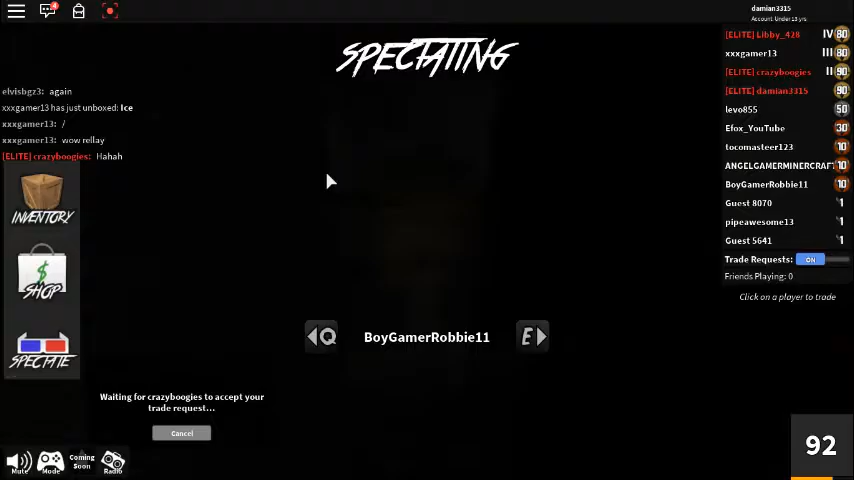 4
damian3315
Account: Under 13 yrs
SPECTATING
elvisbgz3: again
xxxgamer13 has just unboxed: Ice
xxxgamer13: /
xxxgamer13: wow rellay
[ELITE] crazyboogies: Hahah
INVENTORY
$
SHOP
SPECTATE
[ELITE] Libby_428 IV 80
xxxgamer13 III 80
[ELITE] crazyboogies II 90
[ELITE] damian3315 90
levo855 50
Efox_YouTube 30
tocomasteer123 10
ANGELGAMERMINERCRAFT 10
BoyGamerRobbie11 10
Guest 8070 1
pipeawesome13 1
Guest 5641 1
Trade Requests: ON
Friends Playing: 0
Click on a player to trade
Q BoyGamerRobbie11 E
Waiting for crazyboogies to accept your
trade request...
Cancel
Mute
Mode
Coming
Soon
Radio
92